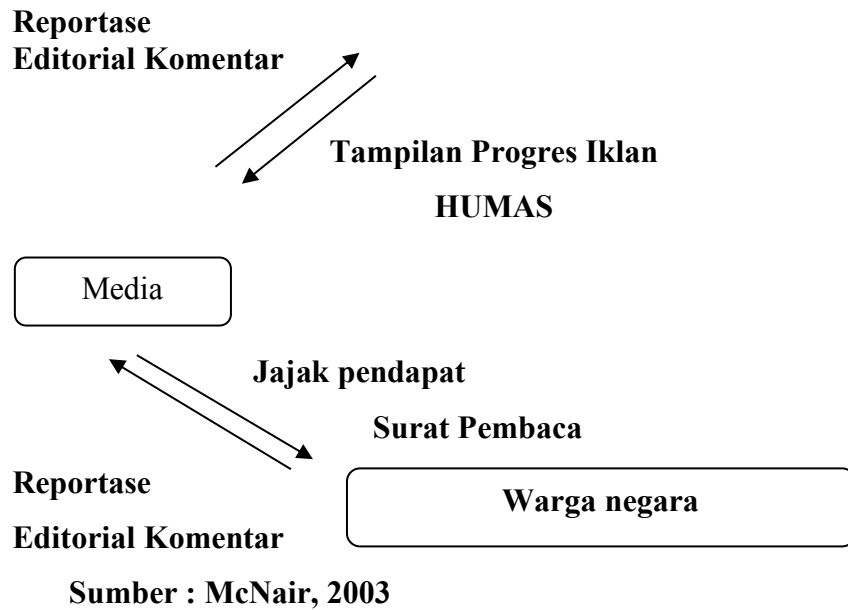 Reportase
Editorial Komentar
Tampilan Progres Iklan
HUMAS
Media
Jajak pendapat
Surat Pembaca
Reportase
Warga negara
Editorial Komentar
Sumber : McNair, 2003